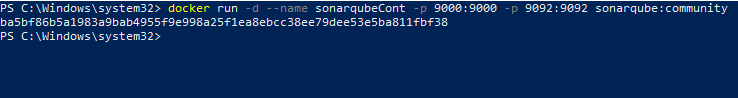 PS C:\Windows\system32> docker run -d --name sonarqubeCont -p 9000:9000 -p 9092:9092 sonarqube:community
ba5bf86b5a1983a9bab4955f9e998a25f1ea8ebcc38ee79dee53e5ba811fbf38
PS C:\Windows\system32>